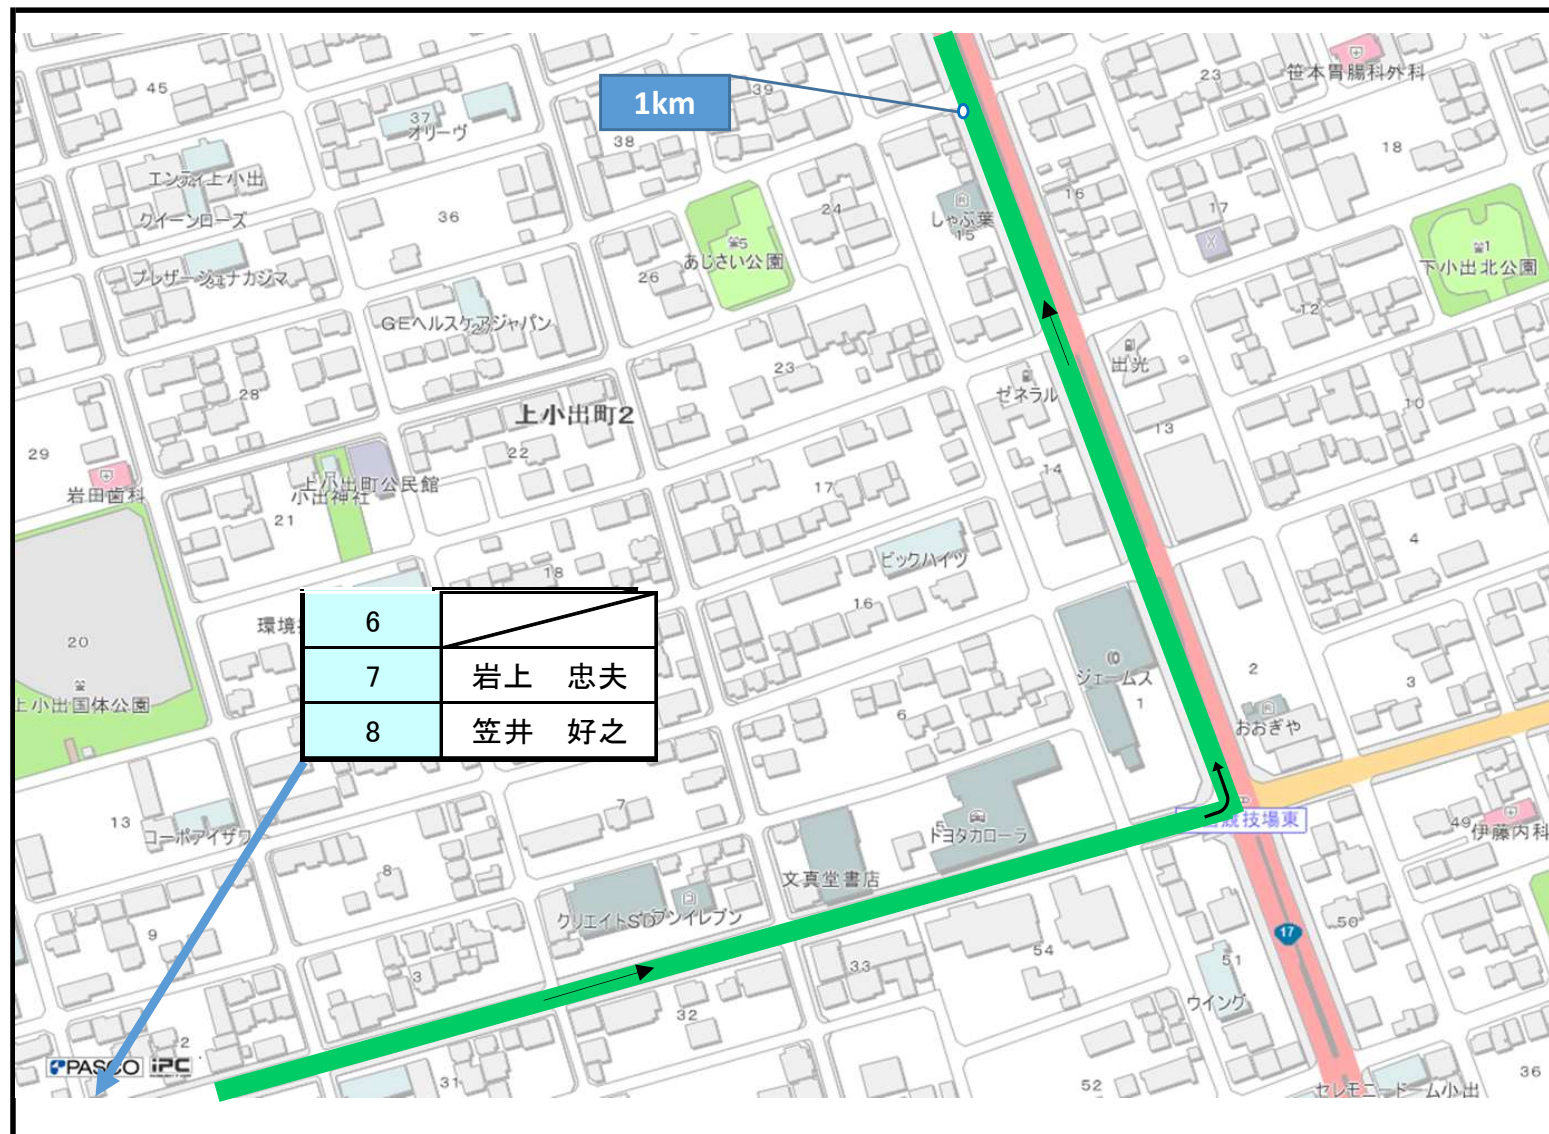 1km
39
23
笹本胃腸科外科
45
37
オリーヴ
38
18
エンティ上小出
クイーンローズ
36
24
16
17
しゃぶ葉
15
5
あじさい公園
1
下小出北公園
プレザージュナカジマ
26
GEヘルスケアジャパン
12
出光
28
23
ゼネラル
10
上小出町2
13
29
22
岩田歯科
上小出町公民館
小出神社
21
17
14
4
ビックハイツ
18
環境
16
20
上小出国体公園
6
7 岩上 忠夫
8 笠井 好之
ジェームス
1
2
3
おおぎや
6
7
13
コーポアイザワ
トヨタカローラ
技場東
49
伊藤内科
文真堂書店
8
クリエイトSD
ブンイレブン
9
3
33
54
50
17
51
ウイング
32
2
PASCO iPC
31
52
セレモニードーム小出
36